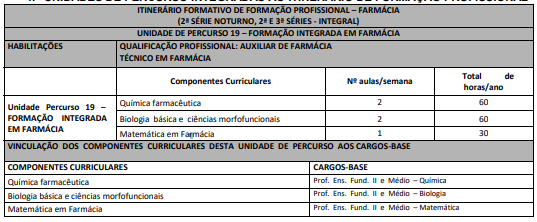 ITINERÁRIO FORMATIVO DE FORMAÇÃO PROFISSIONAL – FARMÁCIA
(2ª SÉRIE NOTURNO, 2ª E 3ª SÉRIES - INTEGRAL)
UNIDADE DE PERCURSO 19 – FORMAÇÃO INTEGRADA EM FARMÁCIA
HABILITAÇÕES
QUALIFICAÇÃO PROFISSIONAL: AUXILIAR DE FARMÁCIA
TÉCNICO EM FARMÁCIA
Unidade Percurso 19 –
FORMAÇÃO INTEGRADA
EM FARMÁCIA
Componentes Curriculares Nº aulas/semana Total de
horas/ano
Química farmacêutica 2 60
Biologia básica e ciências morfofuncionais 2 60
Matemática em Farmácia 1 30
VINCULAÇÃO DOS COMPONENTES CURRICULARES DESTA UNIDADE DE PERCURSO AOS CARGOS-BASE
COMPONENTES CURRICULARES CARGOS-BASE
Química farmacêutica Prof. Ens. Fund. II e Médio – Química
Biologia básica e ciências morfofuncionais Prof. Ens. Fund. II e Médio – Biologia
Matemática em Farmácia Prof. Ens. Fund. II e Médio – Matemática